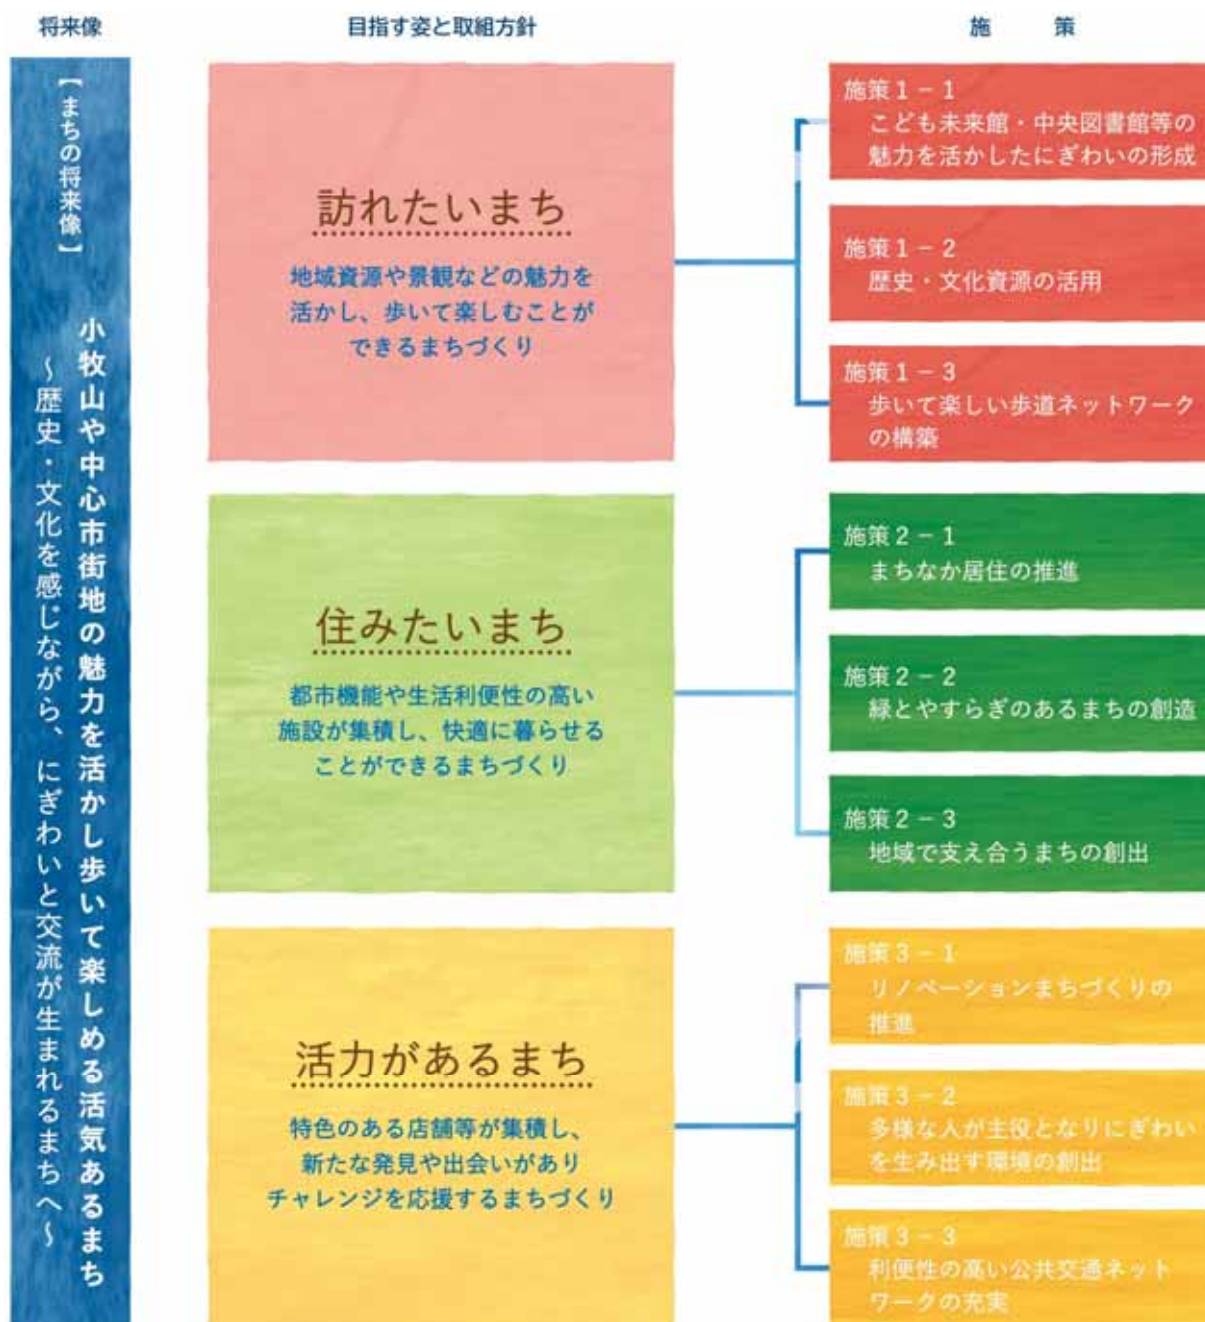 将来像
目指す姿と取組方針
施策
【まちの将来像】
小牧山や中心市街地の魅力を活かし歩いて楽しめる活気あるまち
～歴史・文化を感じながら、にぎわいと交流が生まれるまちへ～
訪れたいまち
地域資源や景観などの魅力を
活かし、歩いて楽しむことが
できるまちづくり
施策1－1
こども未来館・中央図書館等の
魅力を活かしたにぎわいの形成
施策1－2
歴史・文化資源の活用
施策1－3
歩いて楽しい歩道ネットワーク
の構築
住みたいまち
都市機能や生活利便性の高い
施設が集積し、快適に暮らせる
ことができるまちづくり
施策2－1
まちなか居住の推進
施策2－2
緑とやすらぎのあるまちの創造
施策2－3
地域で支え合うまちの創出
活力があるまち
特色のある店舗等が集積し、
新たな発見や出会いがあり
チャレンジを応援するまちづくり
施策3－1
リノベーションまちづくりの
推進
施策3－2
多様な人が主役となりにぎわい
を生み出す環境の創出
施策3－3
利便性の高い公共交通ネット
ワークの充実